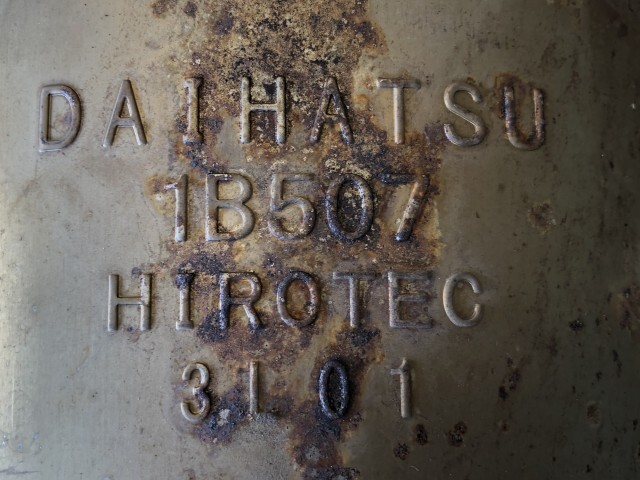 DAIHATSU
1B507
HIROTEC
3101